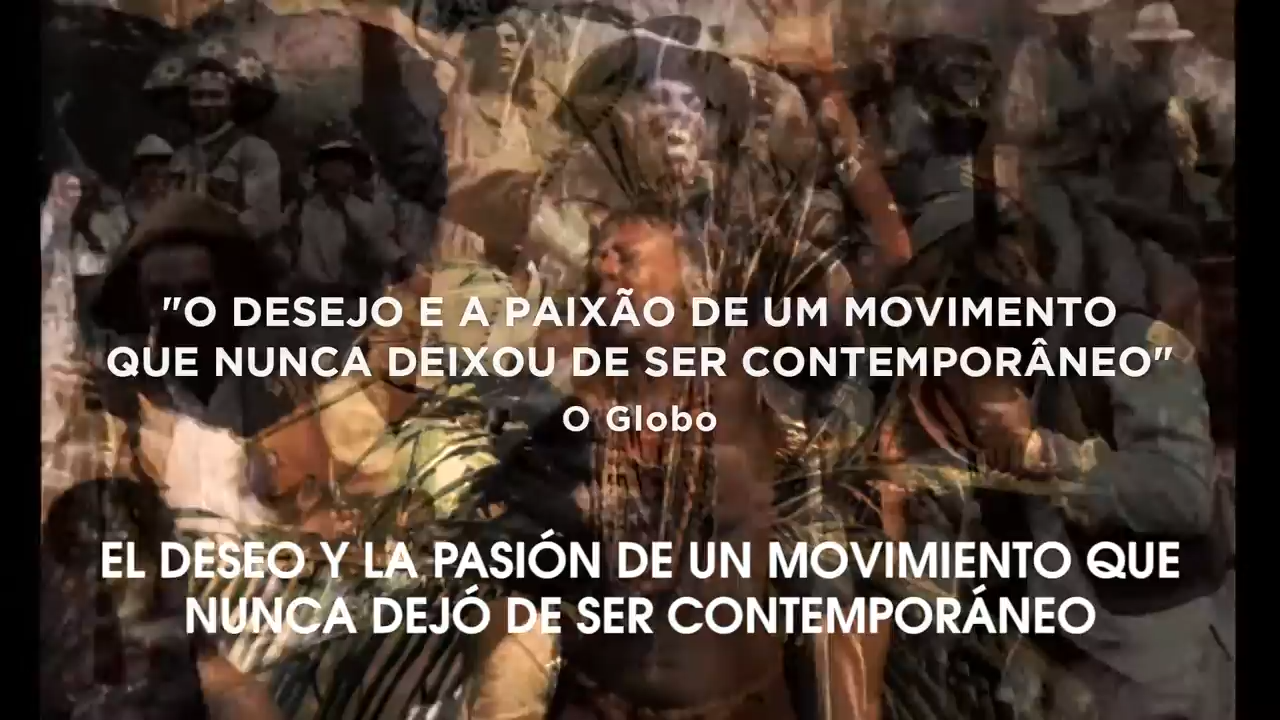 "O DESEJO E A PAIXÃO DE UM MOVIMENTO
QUE NUNCA DEIXOU DE SER CONTEMPORÂNEO"
O Globo
EL DESEO Y LA PASIÓN DE UN MOVIMIENTO QUE
NUNCA DEJÓ DE SER CONTEMPORÁNEO